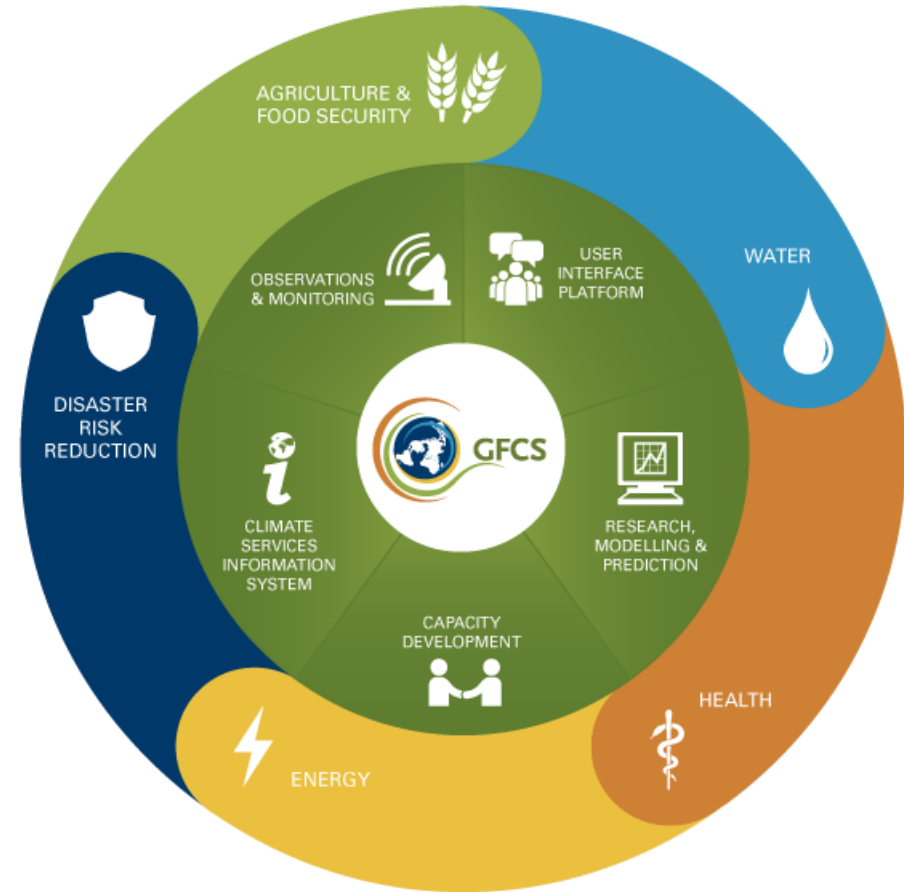 AGRICULTURE &
FOOD SECURITY
WATER
OBSERVATIONS
& MONITORING
USER
INTERFACE
PLATFORM
DISASTER
RISK
REDUCTION
GFCS
CLIMATE
SERVICES
INFORMATION
SYSTEM
RESEARCH,
MODELLING &
PREDICTION
CAPACITY
DEVELOPMENT
HEALTH
ENERGY